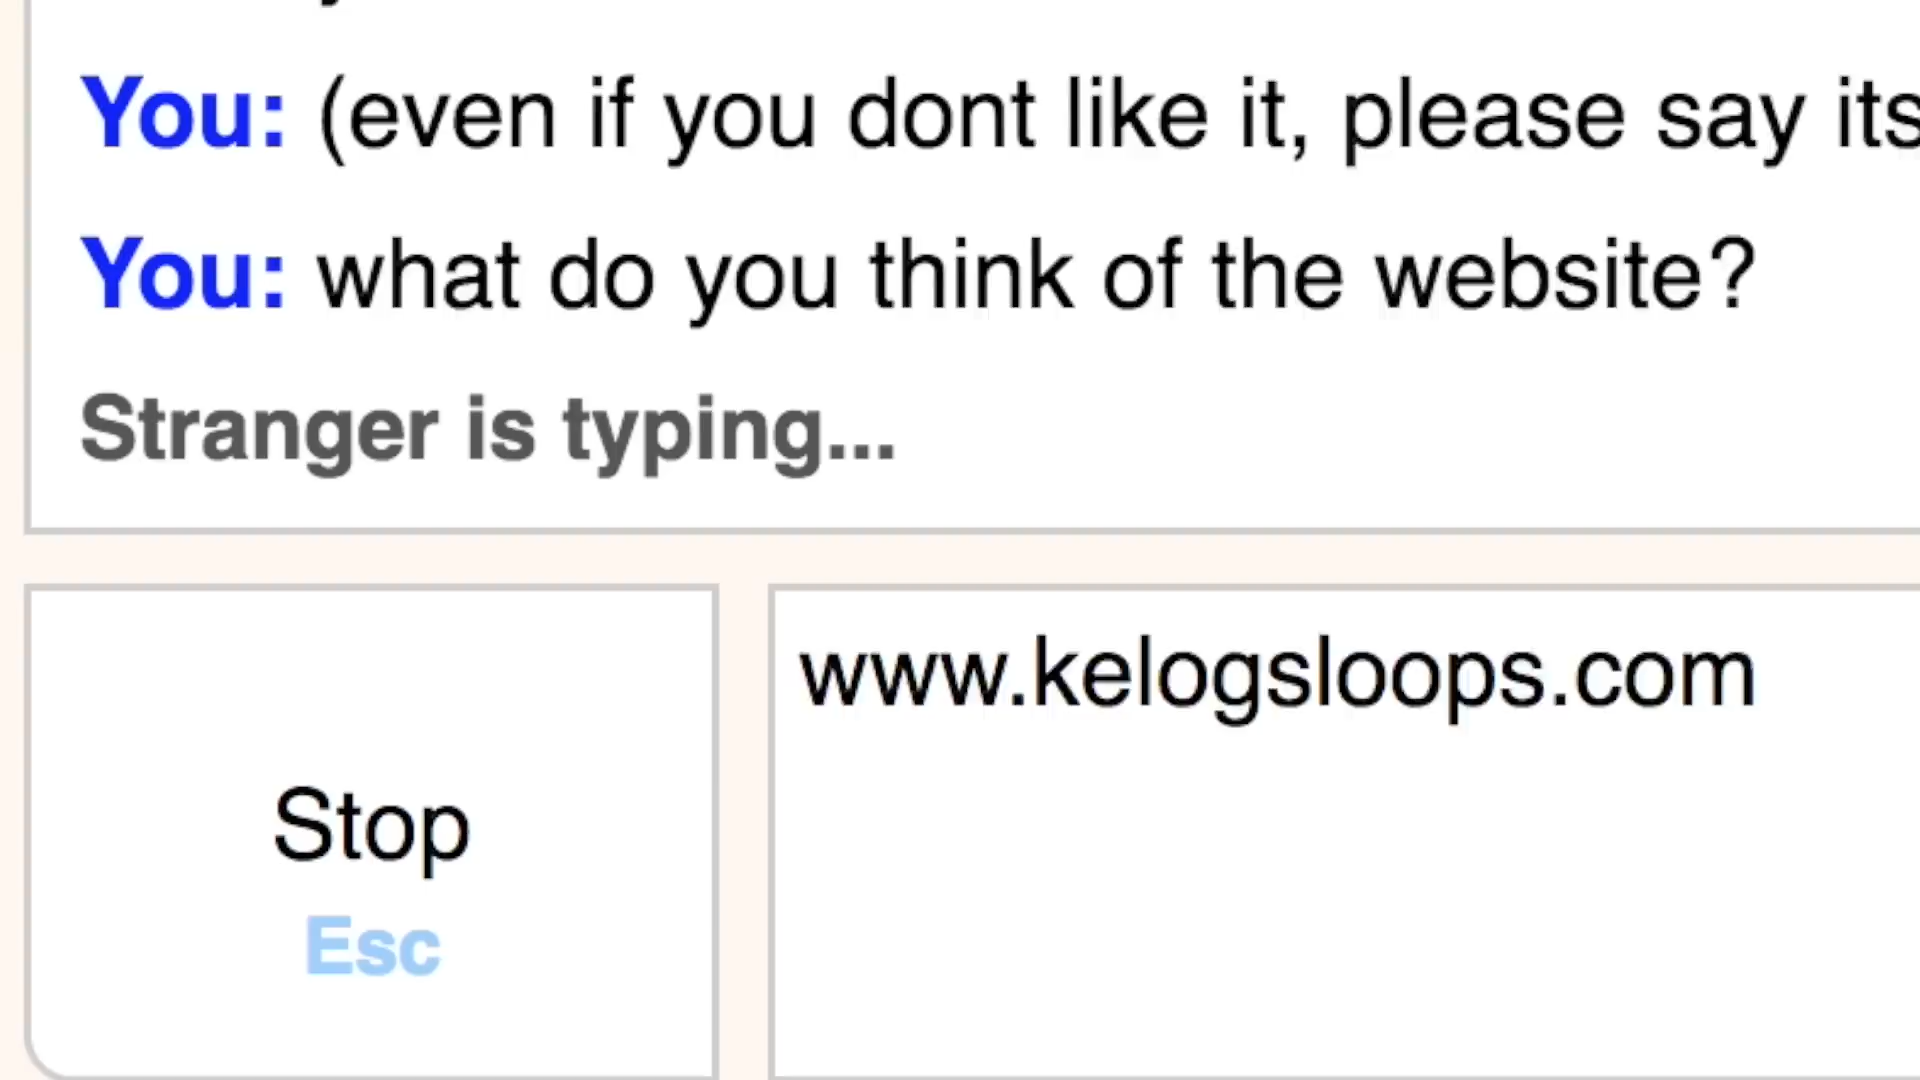 You: (even if you dont like it, please say its
You: what do you think of the website?
Stranger is typing...
www.kelogsloops.com
Stop
Esc